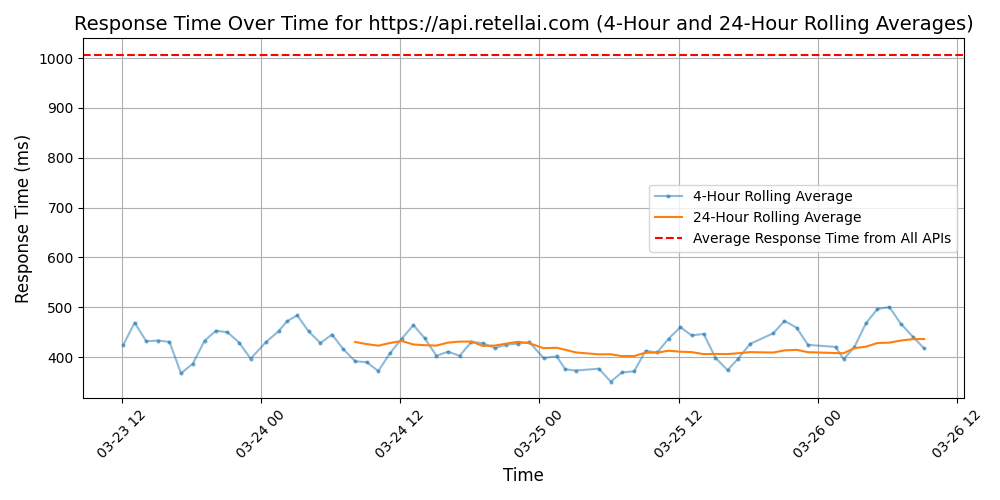 Response Time Over Time for https://api.retellai.com (4-Hour and 24-Hour Rolling Averages)
Response Time (ms)
1000
900
800
700
600
500
400
4-Hour Rolling Average
24-Hour Rolling Average
Average Response Time from All APIs
03-23 12
03-24 00
03-24 12
03-25 00
03-25 12
03-26 00
03-26 12
Time